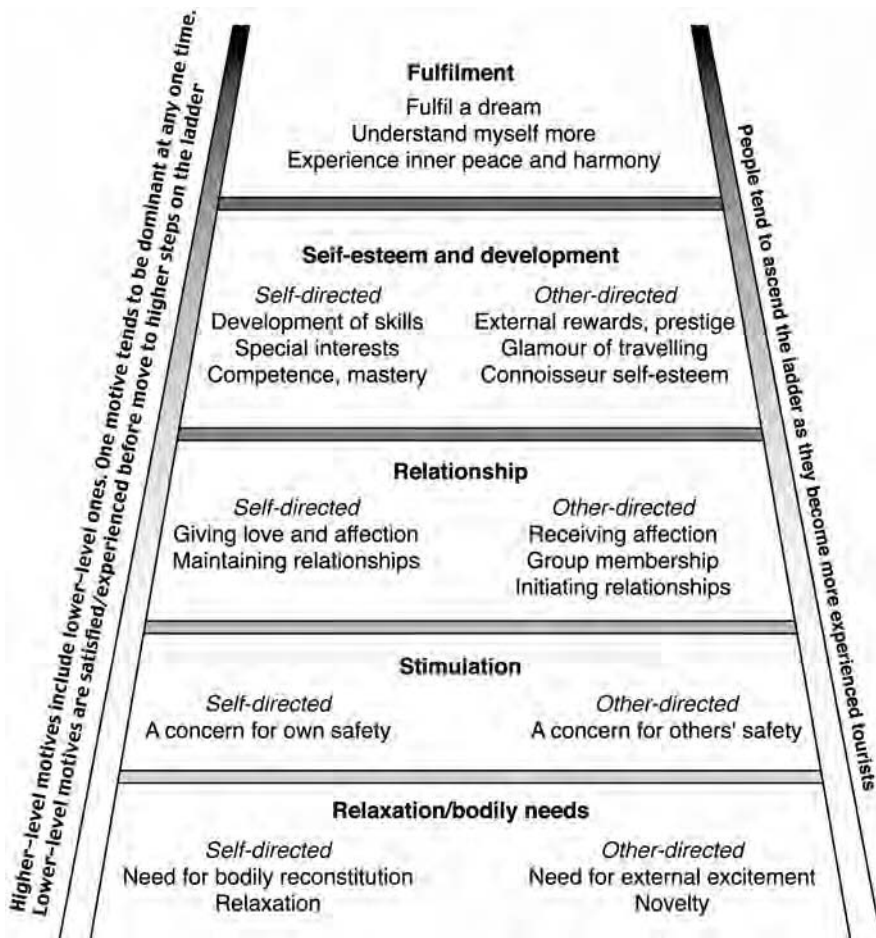 Higher-level motives include lower-level ones. One motive tends to be dominant at any one time.
Lower-level motives are satisfied/experienced before move to higher steps on the ladder
Fulfilment
Fulfil a dream
Understand myself more
Experience inner peace and harmony
Self-esteem and development
Self-directed
Development of skills
Special interests
Competence, mastery
Other-directed
External rewards, prestige
Glamour of travelling
Connoisseur self-esteem
Relationship
Self-directed
Giving love and affection
Maintaining relationships
Other-directed
Receiving affection
Group membership
Initiating relationships
Stimulation
Self-directed
A concern for own safety
Other-directed
A concern for others' safety
Relaxation/bodily needs
Self-directed
Need for bodily reconstitution
Relaxation
Other-directed
Need for external excitement
Novelty
People tend to ascend the ladder as they become more experienced tourists